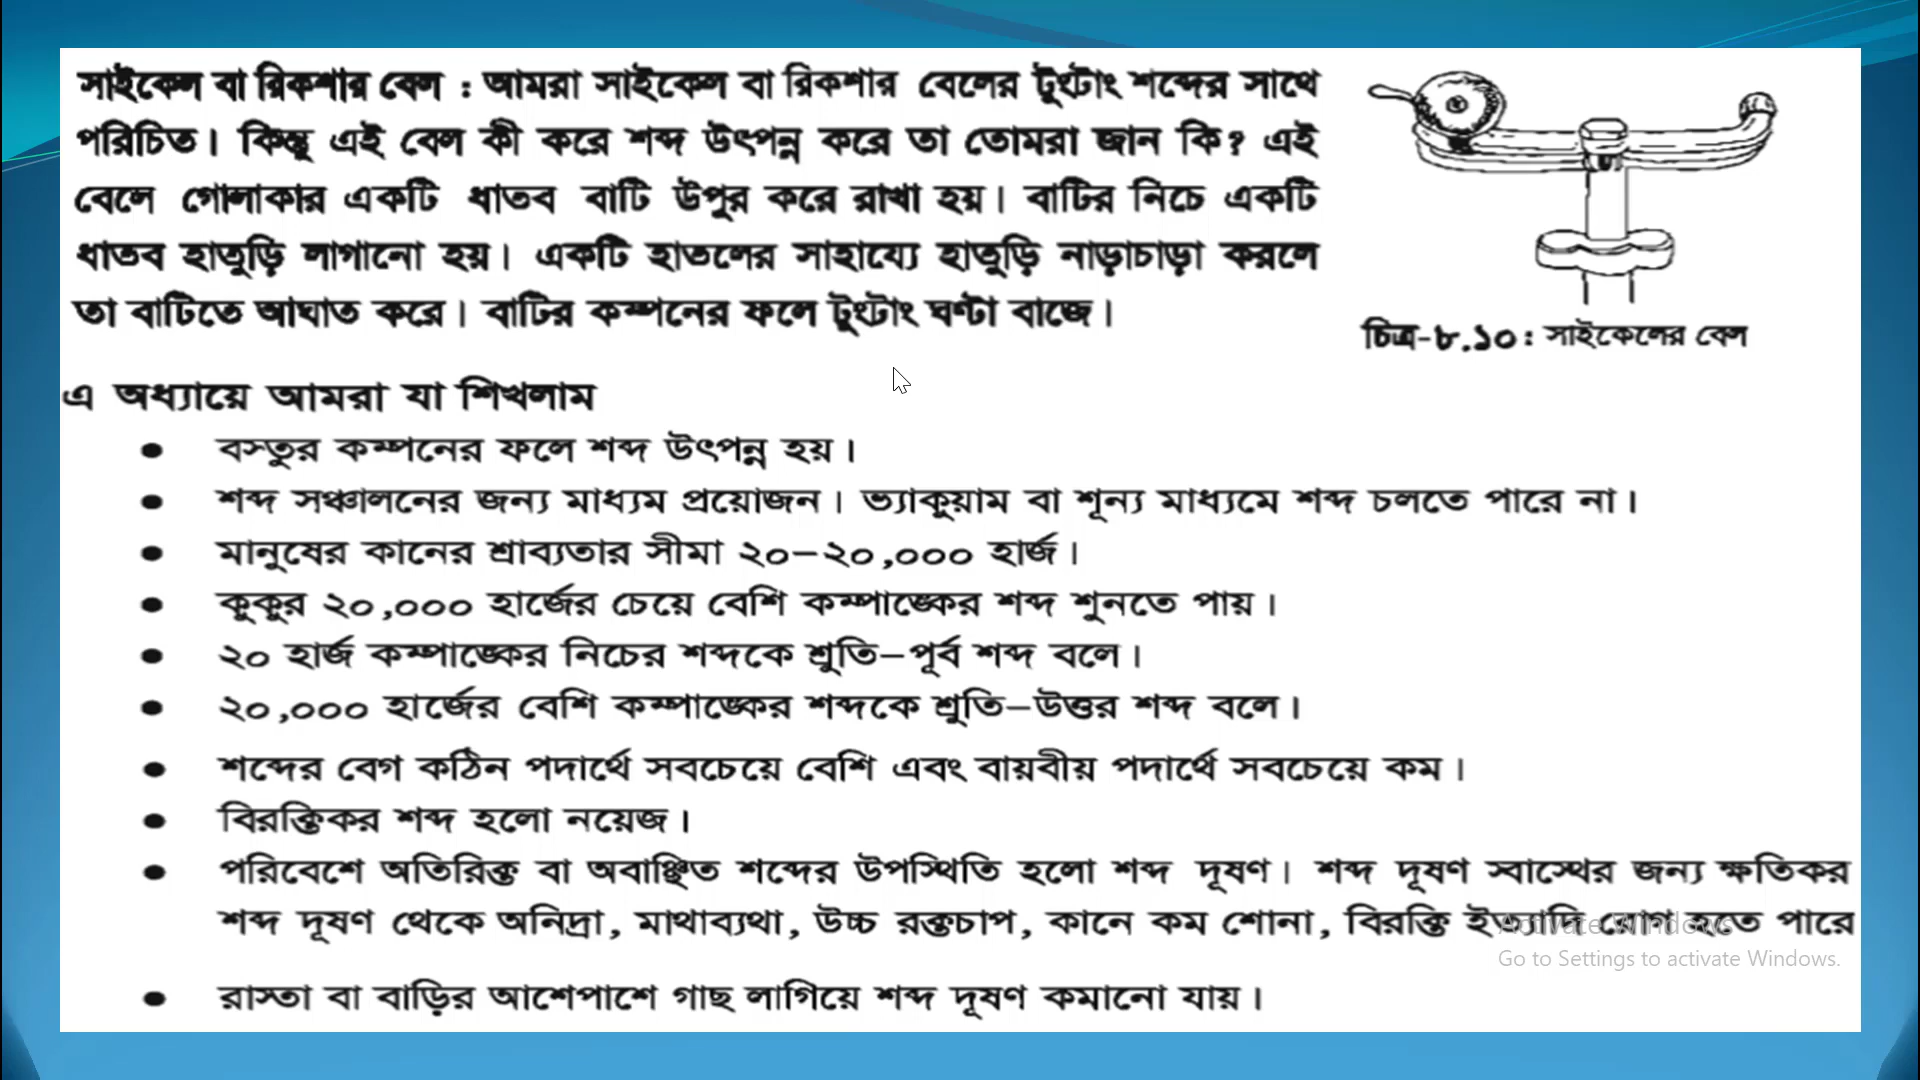 সাইকেল বা রিকশার বেল : আমরা সাইকেল বা রিকশার বেলের টুংটাং শব্দের সাথে
পরিচিত। কিন্তু এই বেল কী করে শব্দ উৎপন্ন করে তা তোমরা জান কি? এই
বেলে গোলাকার একটি ধাতব বাটি উপুর করে রাখা হয়। বাটির নিচে একটি
ধাতব হাতুড়ি লাগানো হয়। একটি হাতলের সাহায্যে হাতুড়ি নাড়াচাড়া করলে
তা বাটিতে আঘাত করে। বাটির কম্পনের ফলে টুংটাং ঘণ্টা বাজে।
চিত্র-৮.১০ : সাইকেলের বেল
এ অধ্যায়ে আমরা যা শিখলাম
● বস্তুর কম্পনের ফলে শব্দ উৎপন্ন হয়।
● শব্দ সঞ্চালনের জন্য মাধ্যম প্রয়োজন। ভ্যাকুয়াম বা শূন্য মাধ্যমে শব্দ চলতে পারে না।
● মানুষের কানের শ্রাব্যতার সীমা ২০–২০,০০০ হার্জ।
● কুকুর ২০,০০০ হার্জের চেয়ে বেশি কম্পাঙ্কের শব্দ শুনতে পায়।
● ২০ হার্জ কম্পাঙ্কের নিচের শব্দকে শ্রুতি–পূর্ব শব্দ বলে।
● ২০,০০০ হার্জের বেশি কম্পাঙ্কের শব্দকে শ্রুতি–উত্তর শব্দ বলে।
● শব্দের বেগ কঠিন পদার্থে সবচেয়ে বেশি এবং বায়বীয় পদার্থে সবচেয়ে কম।
● বিরক্তিকর শব্দ হলো নয়েজ।
● পরিবেশে অতিরিক্ত বা অবাঞ্ছিত শব্দের উপস্থিতি হলো শব্দ দূষণ। শব্দ দূষণ স্বাস্থের জন্য ক্ষতিকর
শব্দ দূষণ থেকে অনিদ্রা, মাথাব্যথা, উচ্চ রক্তচাপ, কানে কম শোনা, বিরক্তি ইত্যাদি রোগ হতে পারে
Activate Windows
Go to Settings to activate Windows.
● রাস্তা বা বাড়ির আশেপাশে গাছ লাগিয়ে শব্দ দূষণ কমানো যায়।